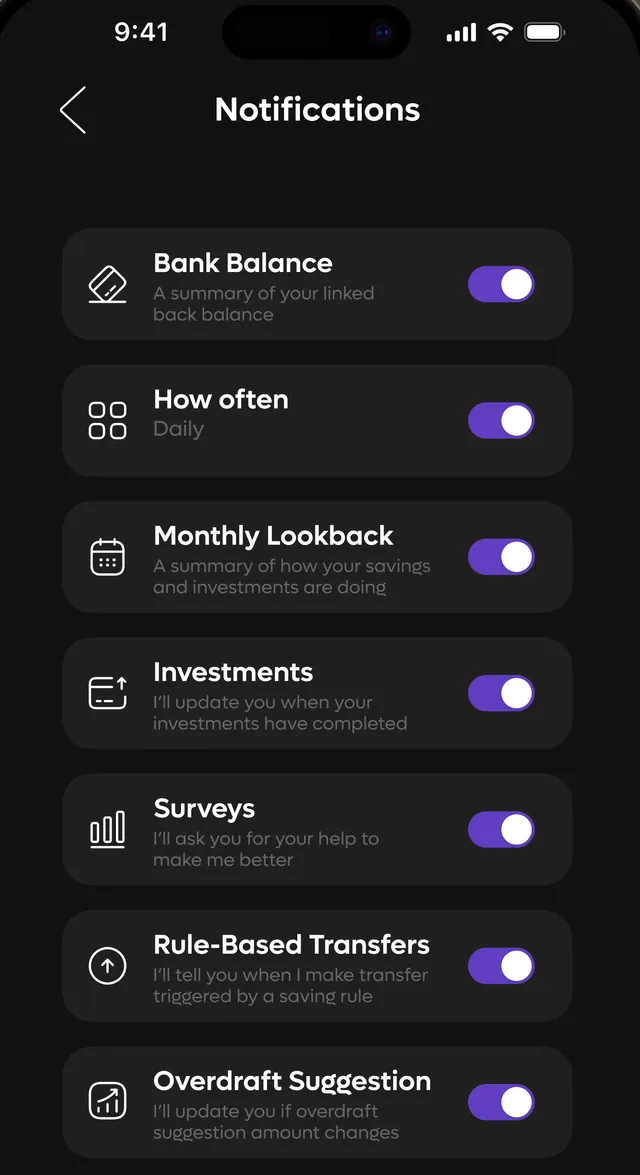 9:41
Notifications
Bank Balance
A summary of your linked
back balance
How often
Daily
Monthly Lookback
A summary of how your savings
and investments are doing
Investments
I'll update you when your
investments have completed
Surveys
I'll ask you for your help to
make me better
Rule-Based Transfers
I'll tell you when I make transfer
triggered by a saving rule
Overdraft Suggestion
I'll update you if overdraft
suggestion amount changes